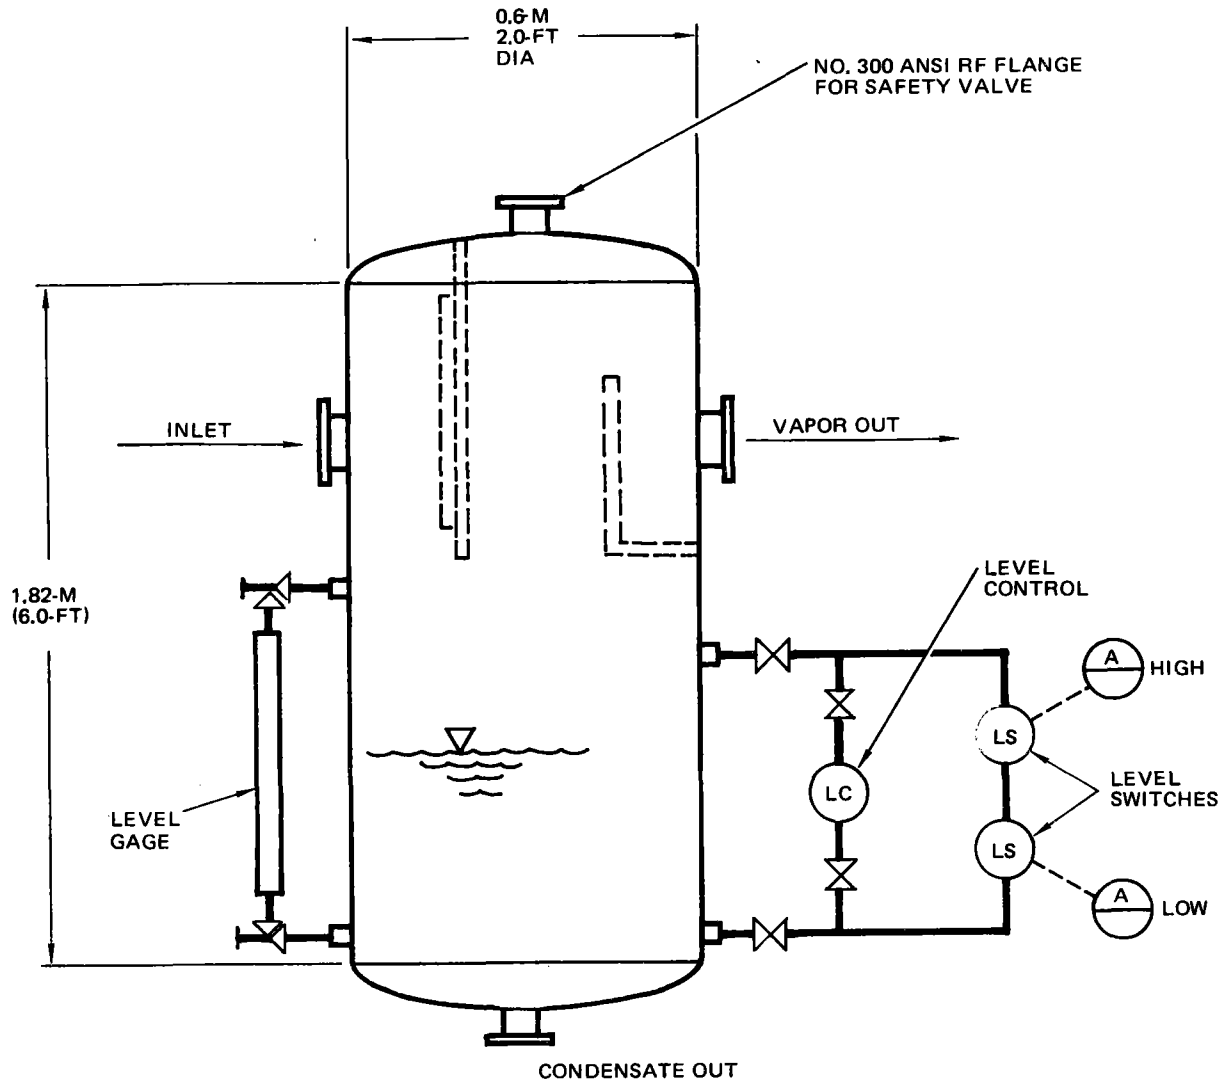 0.6-M
2.0-FT
DIA
NO. 300 ANSI RF FLANGE
FOR SAFETY VALVE
INLET
VAPOR OUT
1.82-M
(6.0-FT)
LEVEL
CONTROL
A
HIGH
LS
LEVEL
SWITCHES
LC
LEVEL
GAGE
LS
A
LOW
CONDENSATE OUT